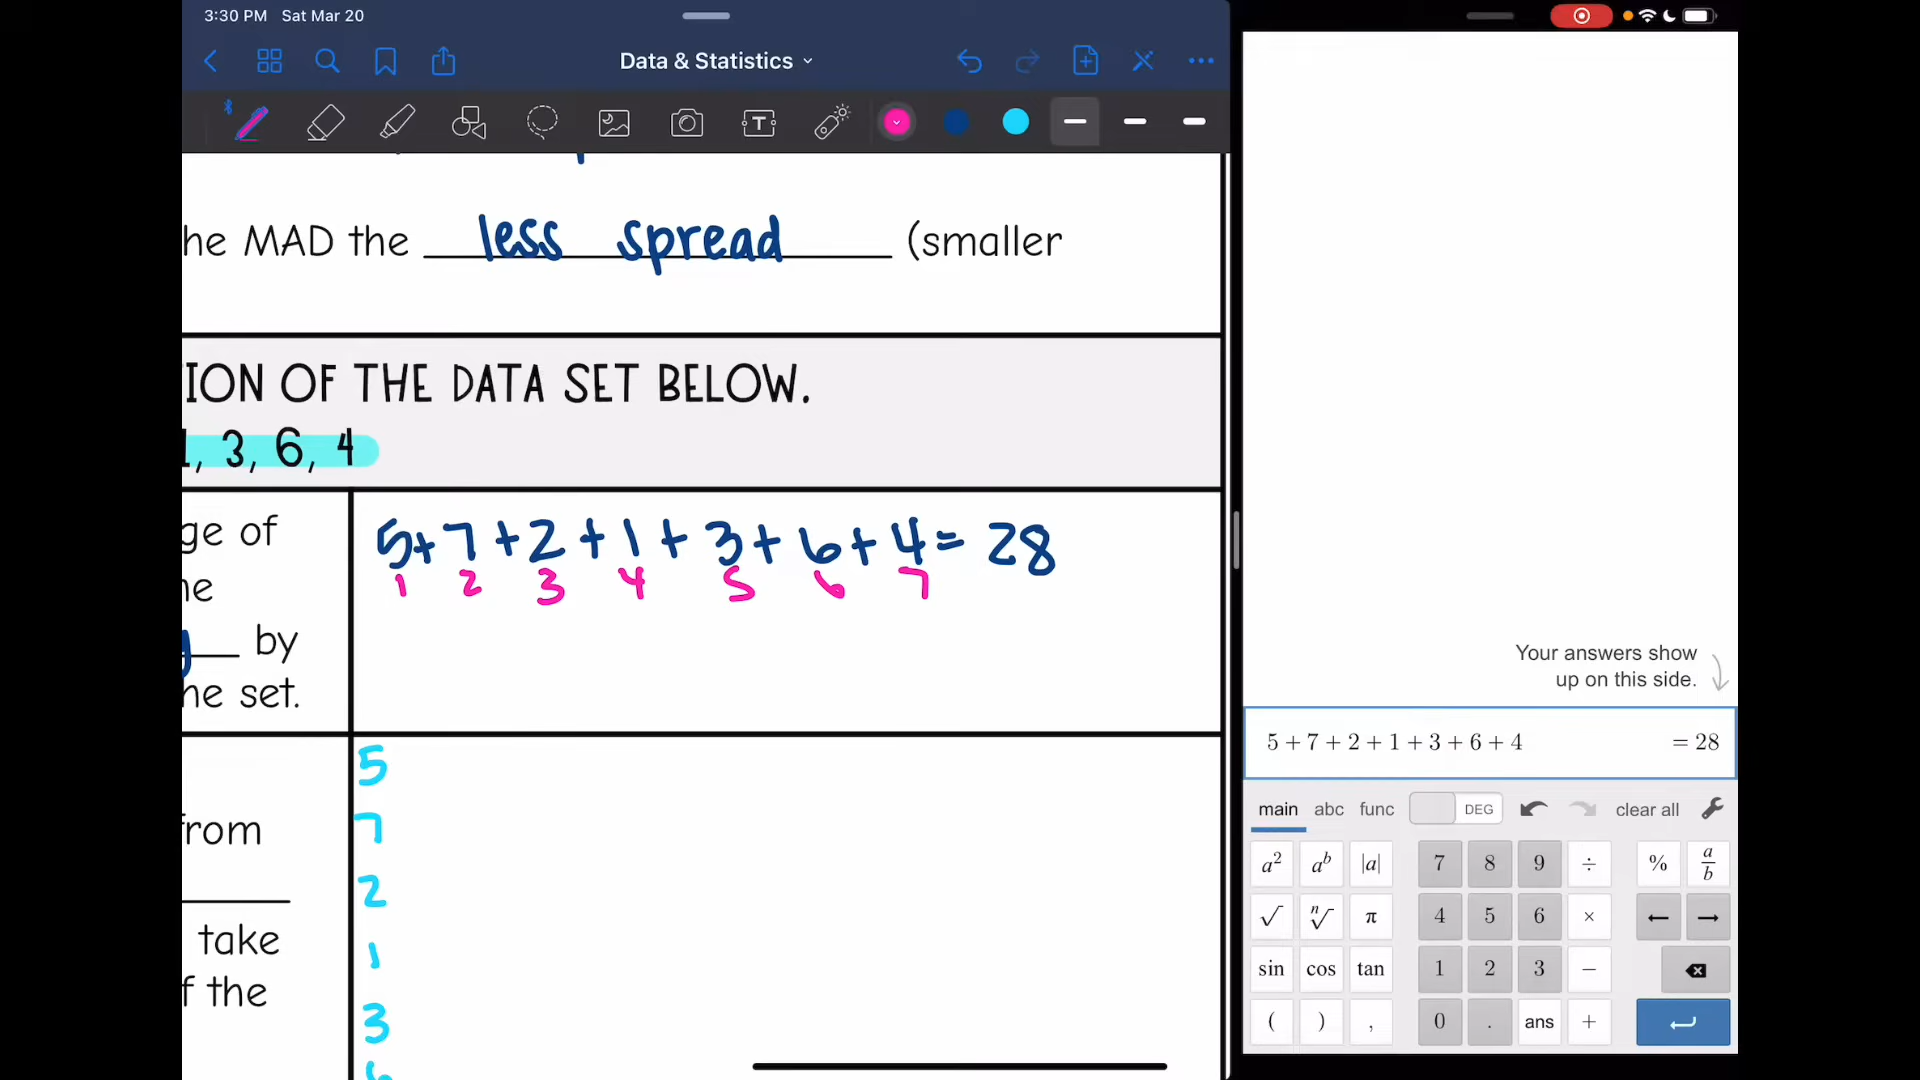 3:30 PM Sat Mar 20
Data & Statistics
T
he MAD the less spread (smaller
ION OF THE DATA SET BELOW.
1, 3, 6, 4
ge of
he
y by
he set.
5+7+2+1+3+6+4=28
1 2 3 4 5 6 7
5
7
from
2
take
1
f the
3
6
Your answers show
up on this side.
5+7+2+1+3+6+4 =28
main abc func DEG clear all
a² aᵇ |a| 7 8 9 ÷ % a/b
√ ⁿ√ π 4 5 6 × ← →
sin cos tan 1 2 3 −
( ) , 0 . ans +